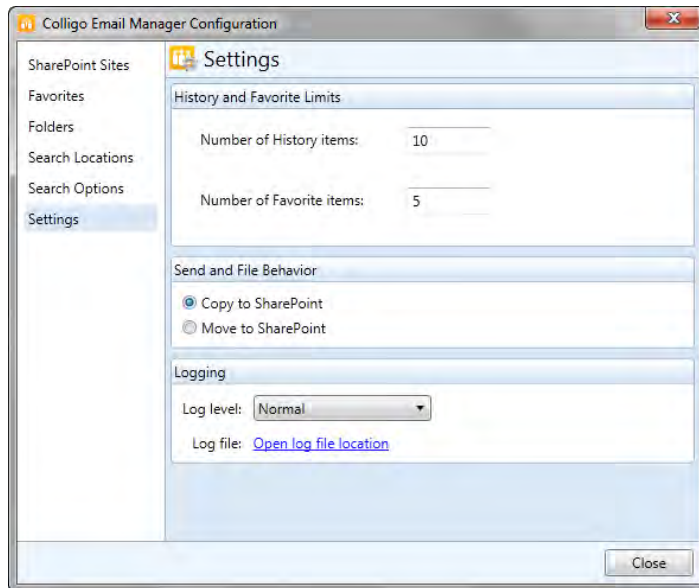 Colligo Email Manager Configuration
SharePoint Sites
Favorites
Folders
Search Locations
Search Options
Settings
Settings
History and Favorite Limits
Number of History items: 10
Number of Favorite items: 5
Send and File Behavior
Copy to SharePoint
Move to SharePoint
Logging
Log level: Normal
Log file: Open log file location
Close